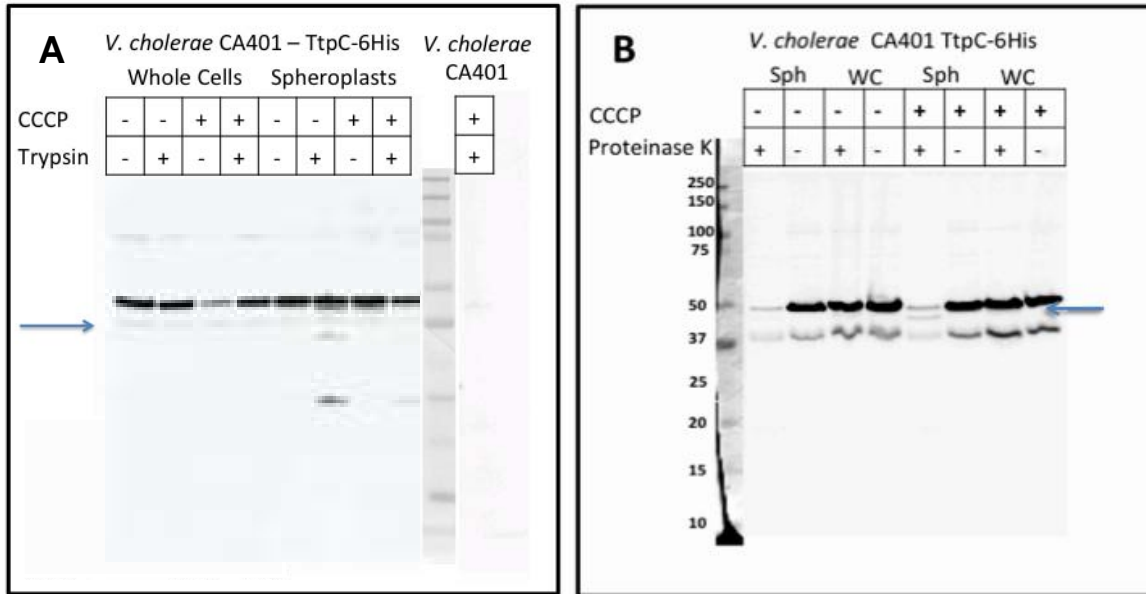 A
V. cholerae CA401 – TtpC-6His
V. cholerae
CA401
Whole Cells Spheroplasts
CCCP - - + + - - + + +
Trypsin - + - + - + - + +
B
V. cholerae CA401 TtpC-6His
Sph WC Sph WC
CCCP - - - - + + + +
Proteinase K + - + - + - + -
250
150
100
75
50
37
25
20
15
10